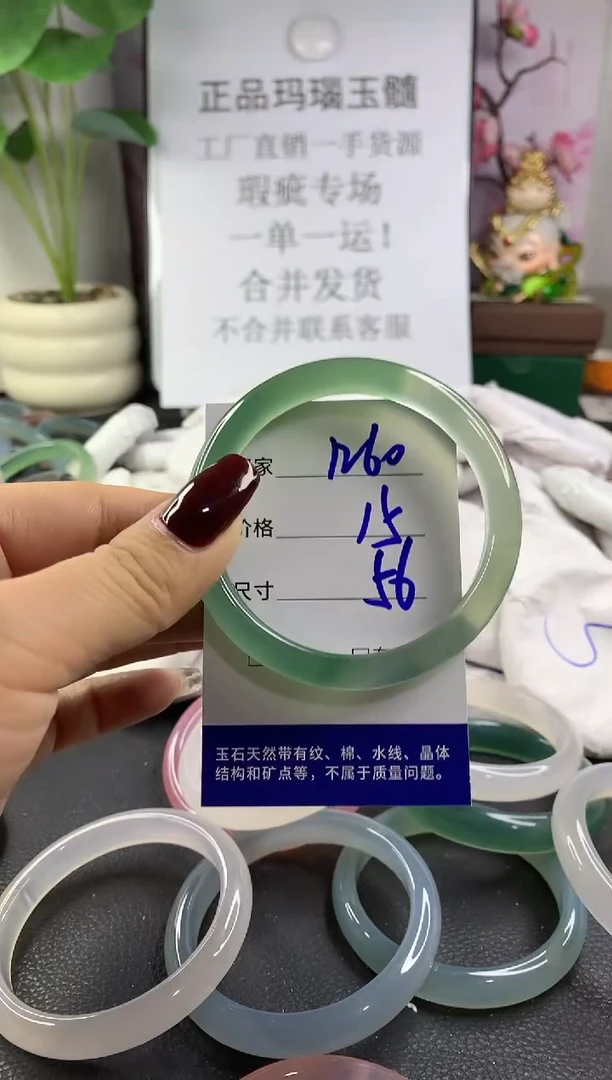 正品玛瑙玉髓
工厂直销一手货源
瑕疵专场
一单一运!
合并发货
不合并联系客服
家 1260
价格 15
尺寸 56
玉石天然带有纹、棉、水线、晶体
结构和矿点等，不属于质量问题。